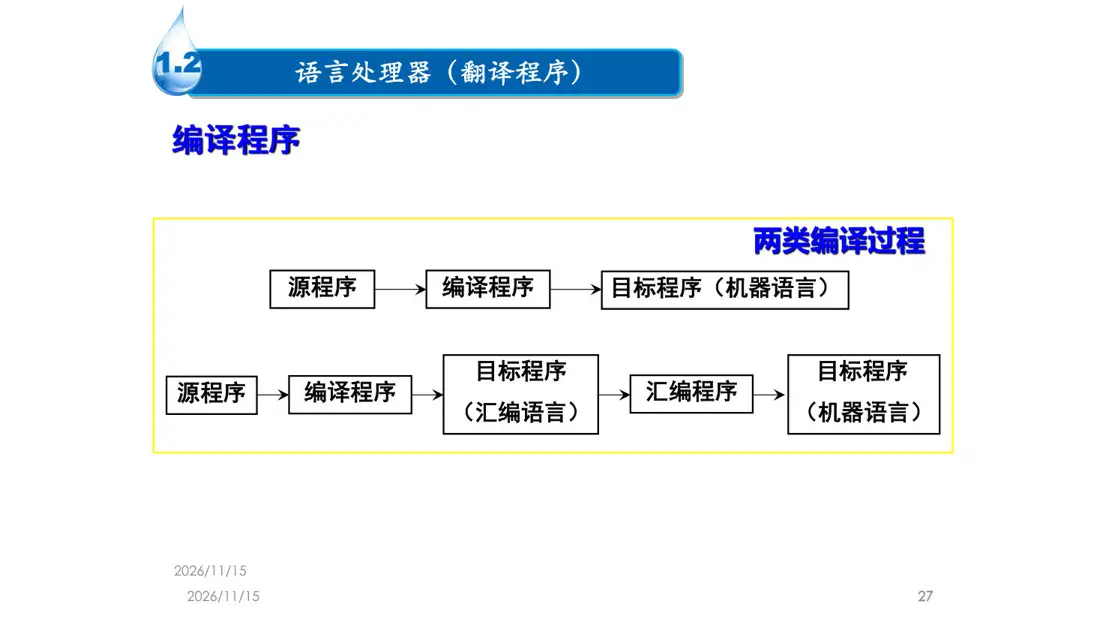 1.2
语言处理器（翻译程序）
编译程序
两类编译过程
源程序
编译程序
目标程序（机器语言）
源程序
编译程序
目标程序
（汇编语言）
汇编程序
目标程序
（机器语言）
2026/11/15
2026/11/15
27